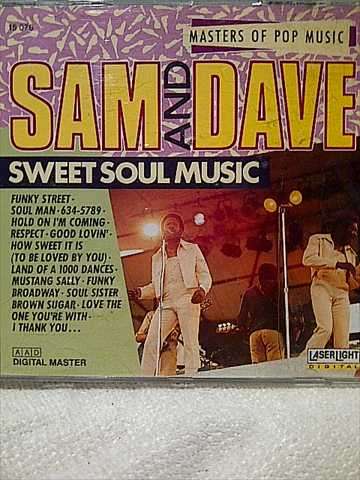 15 076
MASTERS OF POP MUSIC
SAM AND DAVE
SWEET SOUL MUSIC
FUNKY STREET •
SOUL MAN • 634-5789 •
HOLD ON I'M COMING •
RESPECT • GOOD LOVIN' •
HOW SWEET IT IS
(TO BE LOVED BY YOU) •
LAND OF A 1000 DANCES •
MUSTANG SALLY • FUNKY
BROADWAY • SOUL SISTER
BROWN SUGAR • LOVE THE
ONE YOU'RE WITH •
I THANK YOU...
AAD
DIGITAL MASTER
LASERLIGHT
DIGITAL